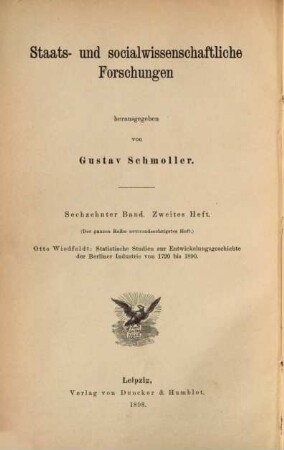 Staats- und socialwissenschaftliche
Forschungen
herausgegeben
von
Gustav Schmoller.
Sechzehnter Band. Zweites Heft.
(Der ganzen Reihe neunundsechzigstes Heft.)
Otto Wiedfeldt: Statistische Studien zur Entwickelungsgeschichte
der Berliner Industrie von 1720 bis 1890.
Leipzig,
Verlag von Duncker & Humblot.
1898.